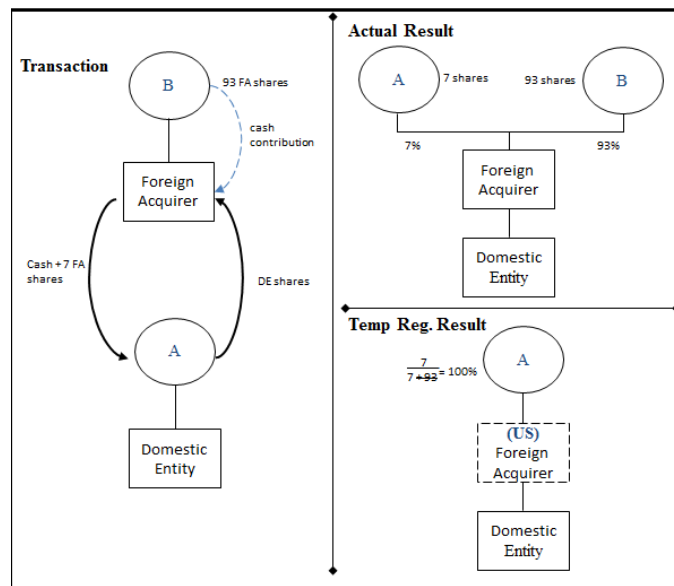 Transaction
B
93 FA shares
cash
contribution
Foreign
Acquirer
Cash + 7 FA
shares
DE shares
A
Domestic
Entity
Actual Result
A
7 shares
93 shares
B
7%
93%
Foreign
Acquirer
Domestic
Entity
Temp Reg. Result
A
7
7 +93
= 100%
(US)
Foreign
Acquirer
Domestic
Entity